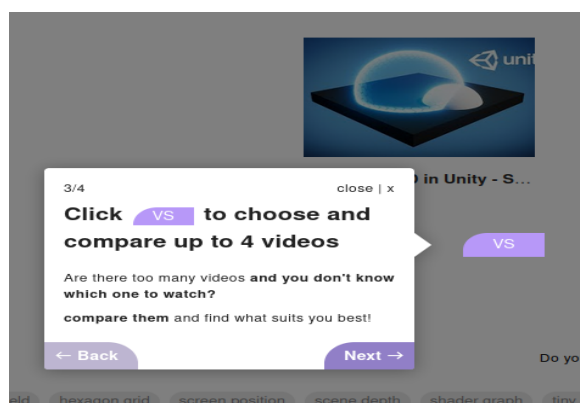 unit
in Unity - S...
3/4
close | x
Click VS to choose and
compare up to 4 videos
Are there too many videos and you don't know
which one to watch?
compare them and find what suits you best!
← Back
Next →
VS
Do yo
eld
hexagon grid
screen position
scene depth
shader graph
tiny